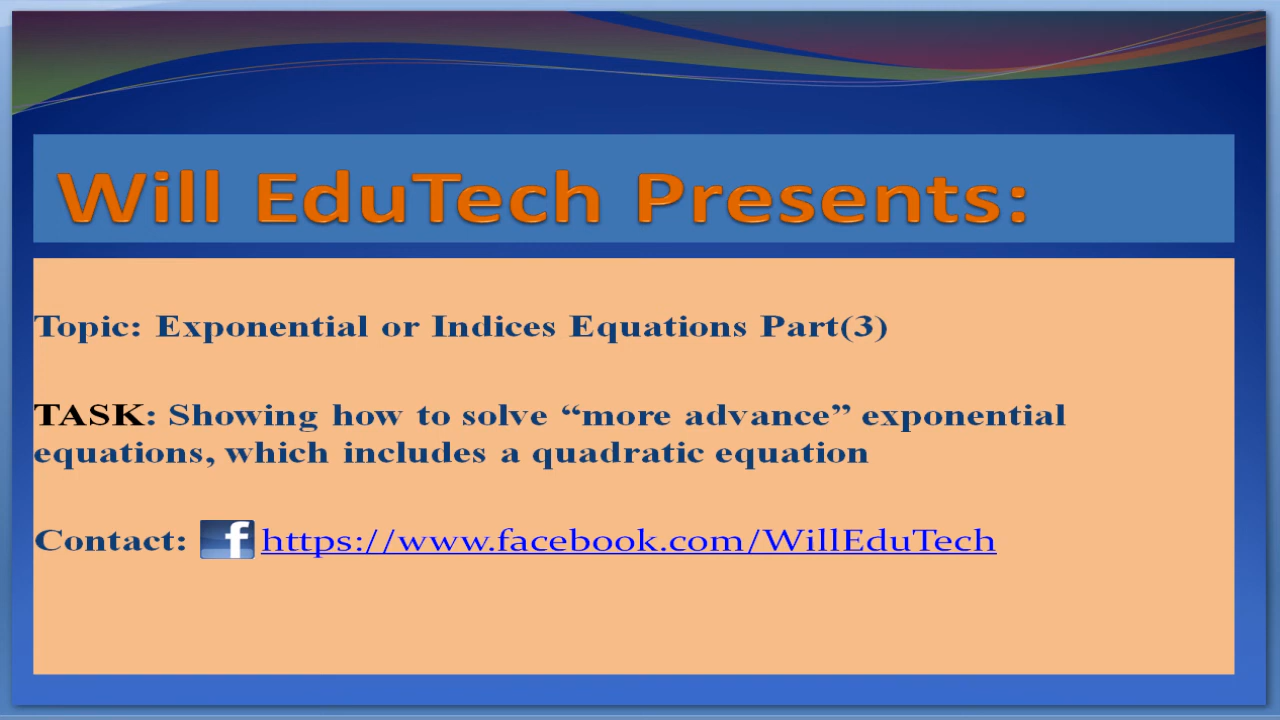 Will EduTech Presents:
Topic: Exponential or Indices Equations Part(3)
TASK: Showing how to solve “more advance” exponential
equations, which includes a quadratic equation
Contact: f https://www.facebook.com/WillEduTech